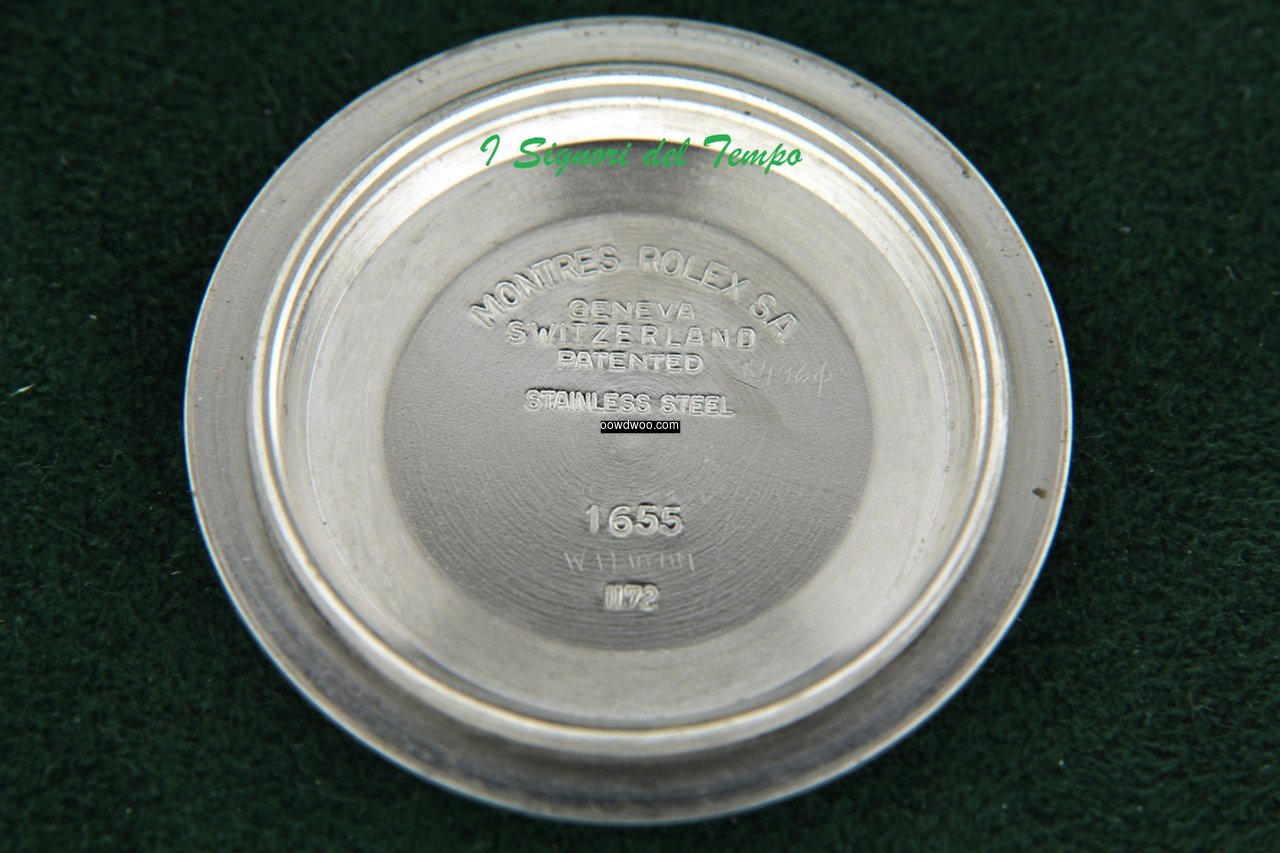 I Signori del Tempo
MONTRES ROLEX SA
GENEVA
SWITZERLAND
PATENTED
STAINLESS STEEL
oowdwoo.com
1655
II72